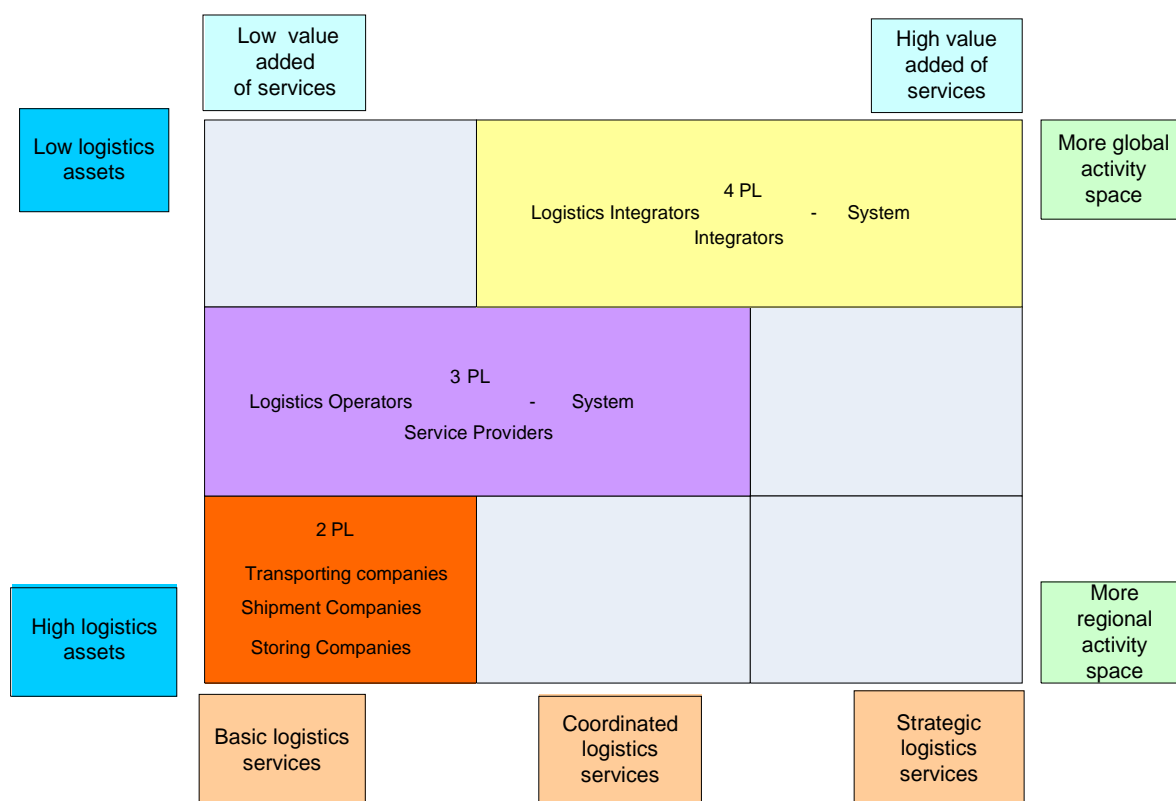 Low value
added
of services
High value
added of
services
Low logistics
assets
More global
activity
space
4 PL
Logistics Integrators - System
Integrators
3 PL
Logistics Operators - System
Service Providers
2 PL
Transporting companies
Shipment Companies
Storing Companies
High logistics
assets
More
regional
activity
space
Basic logistics
services
Coordinated
logistics
services
Strategic
logistics
services